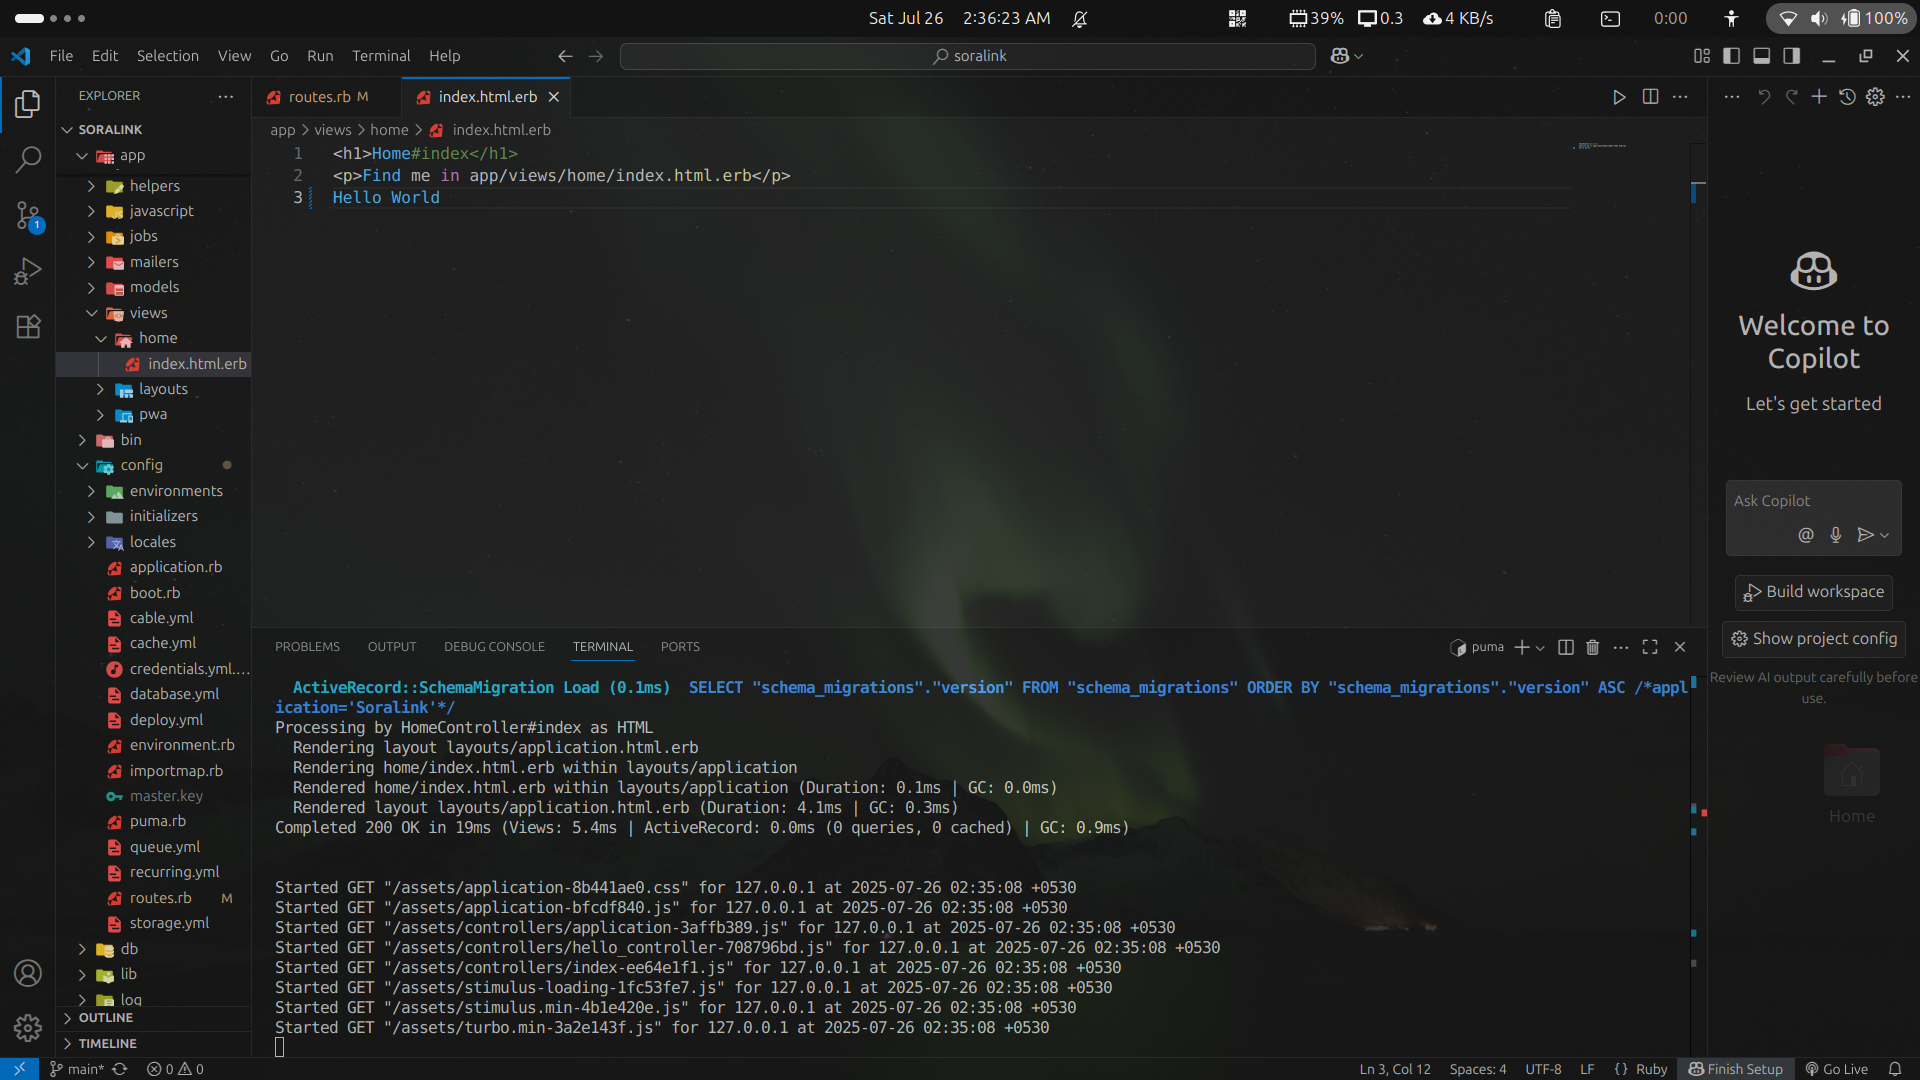 Sat Jul 26 2:36:23 AM
39% 0.3 4 KB/s 0:00 100%
File Edit Selection View Go Run Terminal Help
soralink
EXPLORER
routes.rb M
index.html.erb
SORALINK
app > views > home > index.html.erb
app
helpers
javascript
jobs
mailers
models
views
home
index.html.erb
layouts
pwa
bin
config
environments
initializers
locales
application.rb
boot.rb
cable.yml
cache.yml
credentials.yml....
database.yml
deploy.yml
environment.rb
importmap.rb
master.key
puma.rb
queue.yml
recurring.yml
routes.rb M
storage.yml
db
lib
log
OUTLINE
TIMELINE
1
1 <h1>Home#index</h1>
2 <p>Find me in app/views/home/index.html.erb</p>
3 Hello World
PROBLEMS OUTPUT DEBUG CONSOLE TERMINAL PORTS
puma
ActiveRecord::SchemaMigration Load (0.1ms) SELECT "schema_migrations"."version" FROM "schema_migrations" ORDER BY "schema_migrations"."version" ASC /*appl
ication='Soralink'*/
Processing by HomeController#index as HTML
Rendering layout layouts/application.html.erb
Rendering home/index.html.erb within layouts/application
Rendered home/index.html.erb within layouts/application (Duration: 0.1ms | GC: 0.0ms)
Rendered layout layouts/application.html.erb (Duration: 4.1ms | GC: 0.3ms)
Completed 200 OK in 19ms (Views: 5.4ms | ActiveRecord: 0.0ms (0 queries, 0 cached) | GC: 0.9ms)
Started GET "/assets/application-8b441ae0.css" for 127.0.0.1 at 2025-07-26 02:35:08 +0530
Started GET "/assets/application-bfcdf840.js" for 127.0.0.1 at 2025-07-26 02:35:08 +0530
Started GET "/assets/controllers/application-3affb389.js" for 127.0.0.1 at 2025-07-26 02:35:08 +0530
Started GET "/assets/controllers/hello_controller-708796bd.js" for 127.0.0.1 at 2025-07-26 02:35:08 +0530
Started GET "/assets/controllers/index-ee64e1f1.js" for 127.0.0.1 at 2025-07-26 02:35:08 +0530
Started GET "/assets/stimulus-loading-1fc53fe7.js" for 127.0.0.1 at 2025-07-26 02:35:08 +0530
Started GET "/assets/stimulus.min-4b1e420e.js" for 127.0.0.1 at 2025-07-26 02:35:08 +0530
Started GET "/assets/turbo.min-3a2e143f.js" for 127.0.0.1 at 2025-07-26 02:35:08 +0530
Welcome to
Copilot
Let's get started
Ask Copilot
@
Build workspace
Show project config
Review AI output carefully before
use.
Home
main* 0 0
Ln 3, Col 12 Spaces: 4 UTF-8 LF {} Ruby Finish Setup Go Live